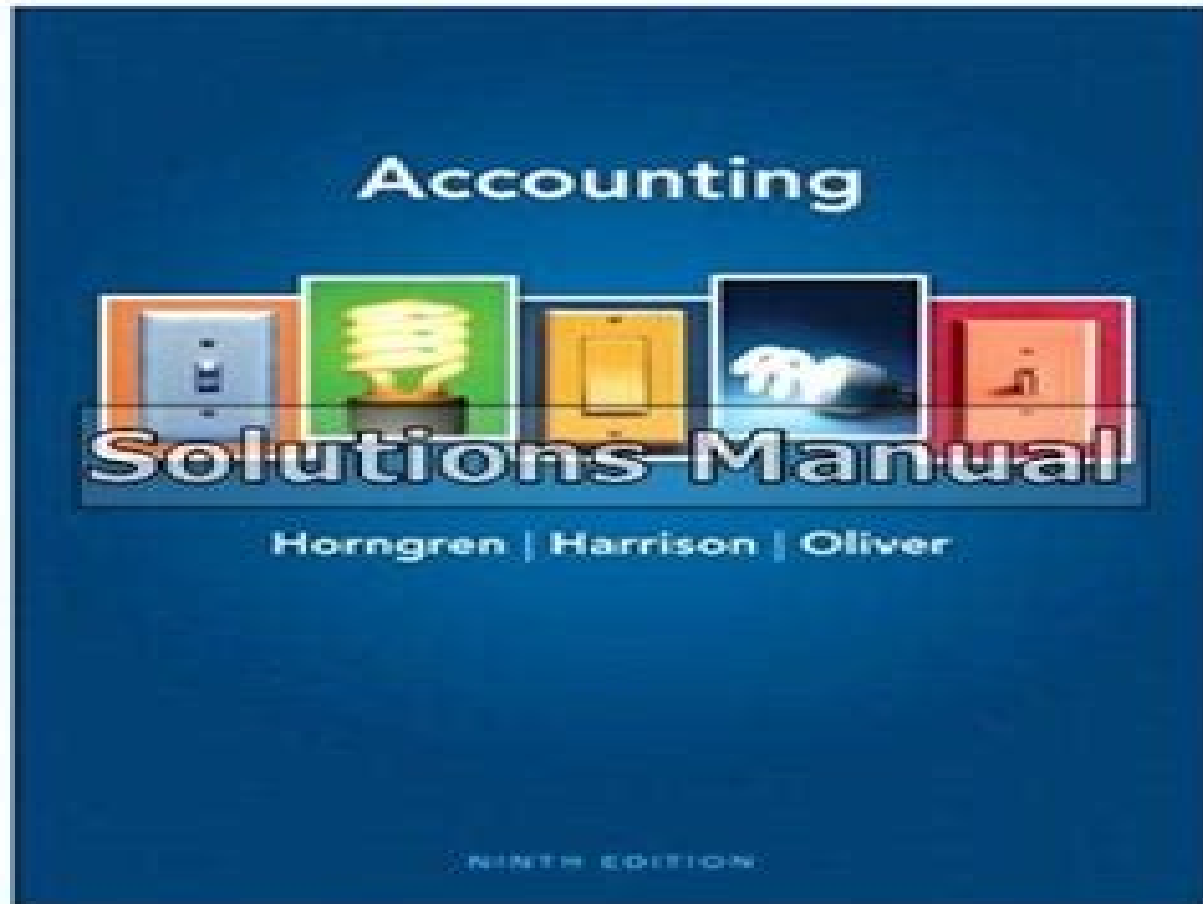 Accounting
Solutions Manual
Horngren | Harrison | Oliver
NINTH EDITION